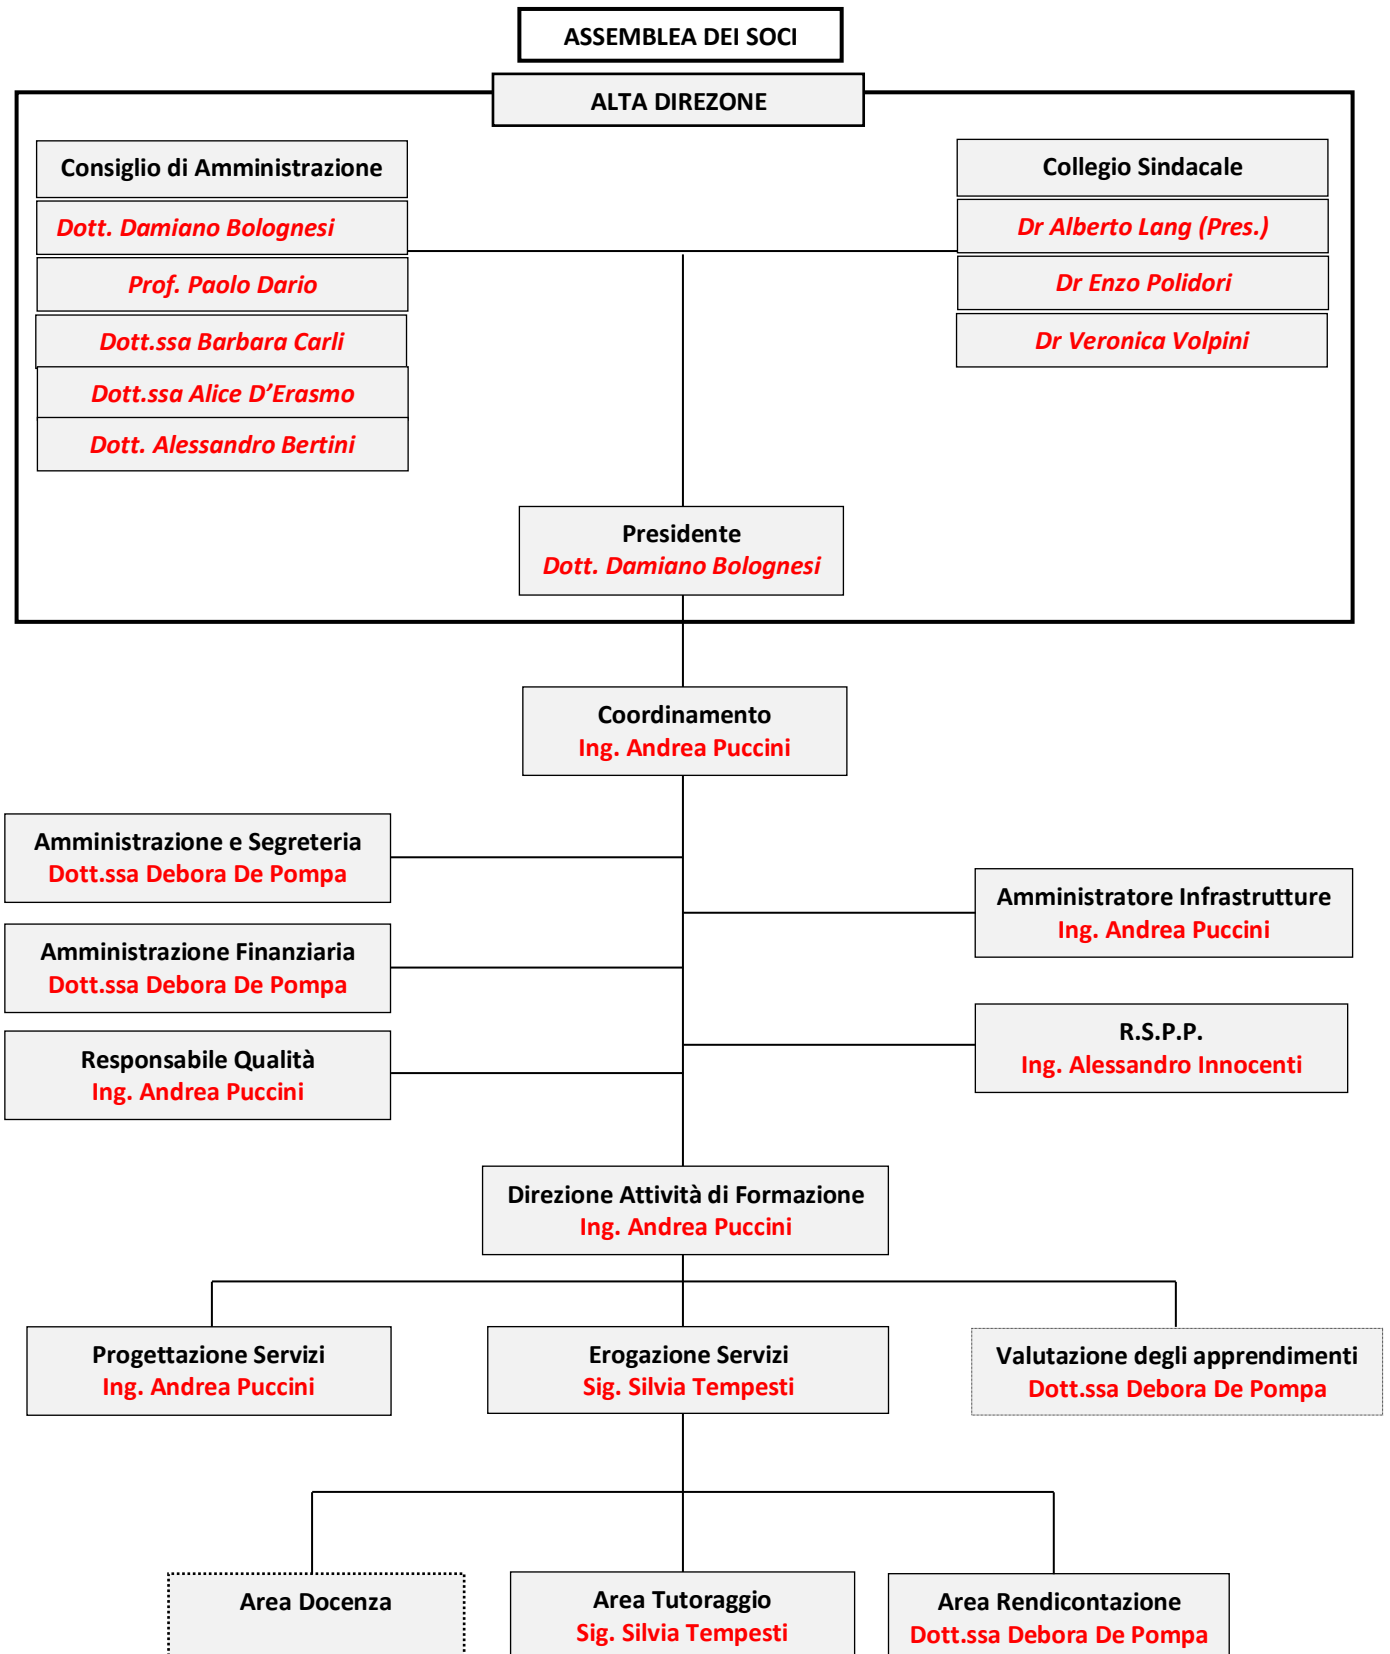 ASSEMBLEA DEI SOCI
ALTA DIREZONE
Consiglio di Amministrazione
Dott. Damiano Bolognesi
Prof. Paolo Dario
Dott.ssa Barbara Carli
Dott.ssa Alice D’Erasmo
Dott. Alessandro Bertini
Collegio Sindacale
Dr Alberto Lang (Pres.)
Dr Enzo Polidori
Dr Veronica Volpini
Presidente
Dott. Damiano Bolognesi
Coordinamento
Ing. Andrea Puccini
Amministrazione e Segreteria
Dott.ssa Debora De Pompa
Amministratore Infrastrutture
Ing. Andrea Puccini
Amministrazione Finanziaria
Dott.ssa Debora De Pompa
R.S.P.P.
Ing. Alessandro Innocenti
Responsabile Qualità
Ing. Andrea Puccini
Direzione Attività di Formazione
Ing. Andrea Puccini
Progettazione Servizi
Ing. Andrea Puccini
Erogazione Servizi
Sig. Silvia Tempesti
Valutazione degli apprendimenti
Dott.ssa Debora De Pompa
Area Docenza
Area Tutoraggio
Sig. Silvia Tempesti
Area Rendicontazione
Dott.ssa Debora De Pompa